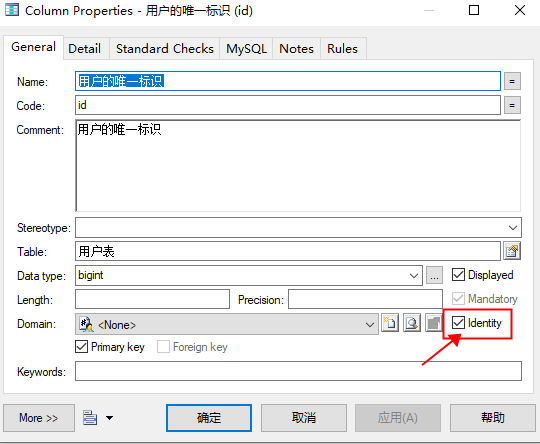 Column Properties - 用户的唯一标识 (id)
General Detail Standard Checks MySQL Notes Rules
Name: 用户的唯一标识 =
Code: id =
Comment: 用户的唯一标识
Stereotype:
Table: 用户表
Data type: bigint ... Displayed
Length: Precision: Mandatory
Domain: <None> Identity
Primary key Foreign key
Keywords:
More >> 确定 取消 应用(A) 帮助